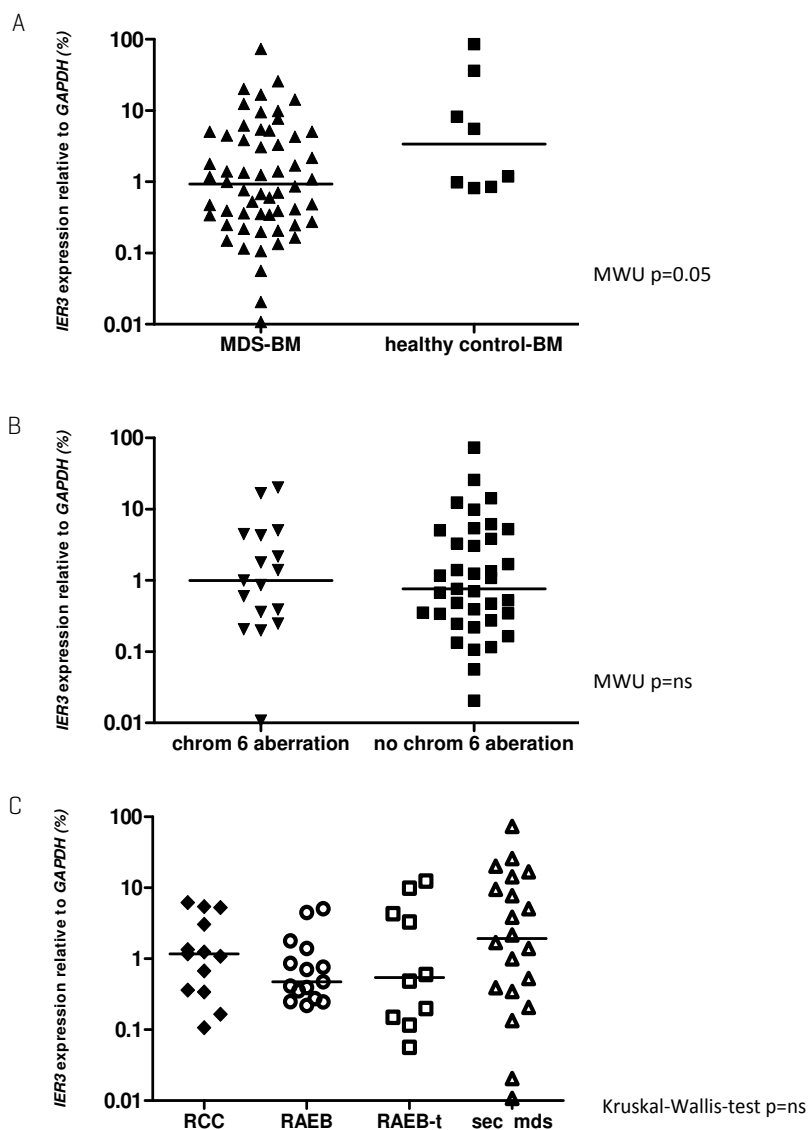 A
IER3 expression relative to GAPDH (%)
100
10
1
0.1
0.01
MDS-BM healthy control-BM
MWU p=0.05
B
IER3 expression relative to GAPDH (%)
100
10
1
0.1
0.01
chrom 6 aberration no chrom 6 aberation
MWU p=ns
C
IER3 expression relative to GAPDH (%)
100
10
1
0.1
0.01
RCC RAEB RAEB-t sec mds
Kruskal-Wallis-test p=ns